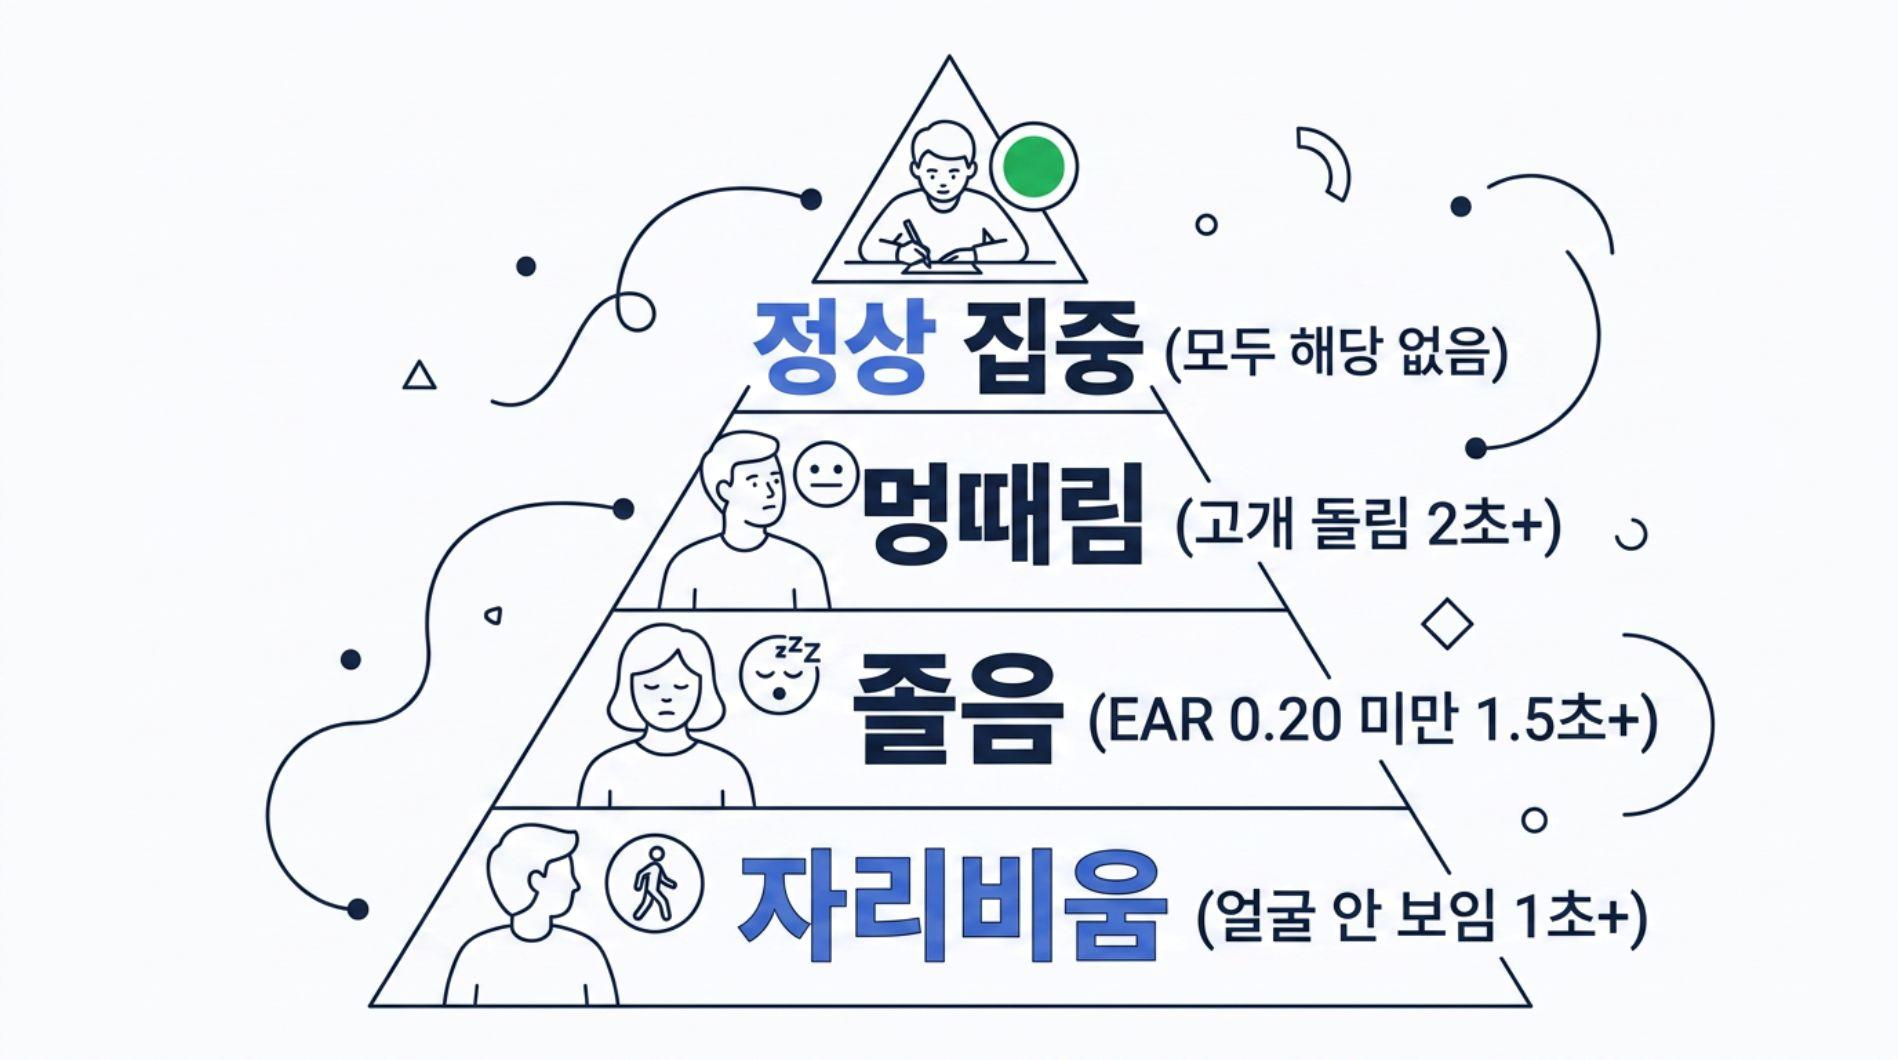 정상 집중 (모두 해당 없음)
멍때림 (고개 돌림 2초+)
zzZ
졸음 (EAR 0.20 미만 1.5초+)
자리비움 (얼굴 안 보임 1초+)